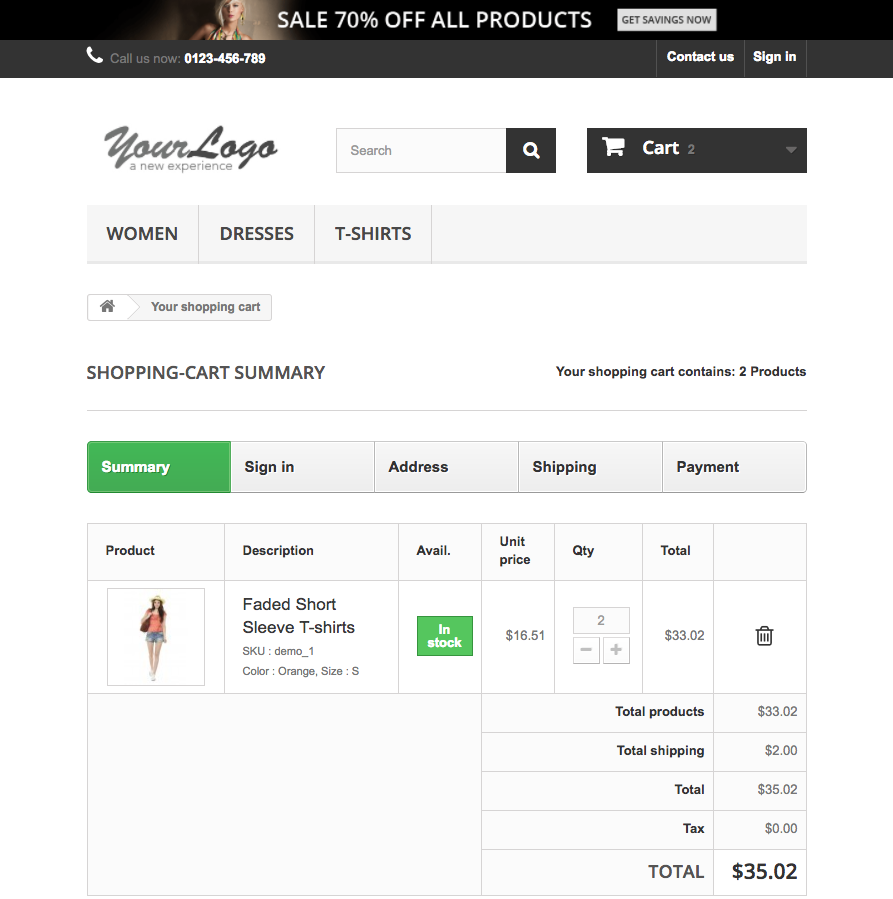 SALE 70% OFF ALL PRODUCTS GET SAVINGS NOW
Call us now: 0123-456-789 Contact us Sign in
YourLogo
a new experience
Search Cart 2
WOMEN DRESSES T-SHIRTS
Your shopping cart
SHOPPING-CART SUMMARY Your shopping cart contains: 2 Products
Summary Sign in Address Shipping Payment
Product Description Avail. Unit price Qty Total
Faded Short
Sleeve T-shirts
SKU : demo_1
Color : Orange, Size : S
In
stock
$16.51
2
$33.02
Total products $33.02
Total shipping $2.00
Total $35.02
Tax $0.00
TOTAL $35.02